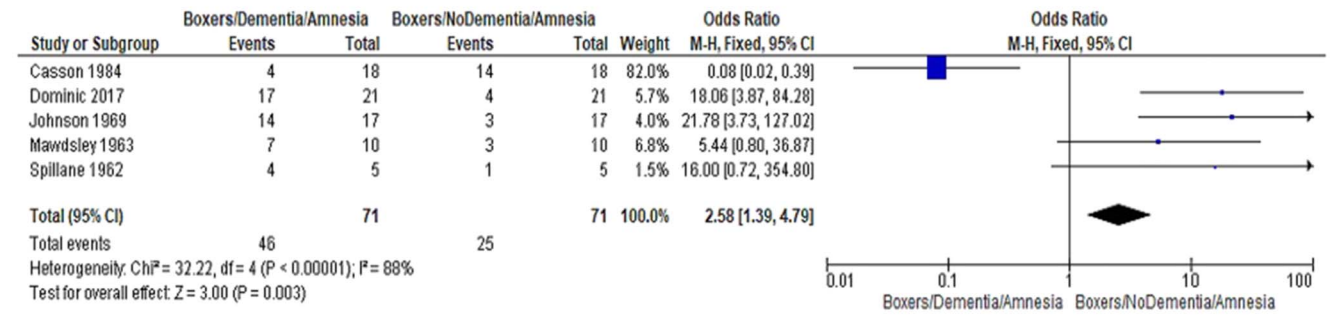 Boxers/Dementia/Amnesia Boxers/NoDementia/Amnesia Odds Ratio Odds Ratio
Study or Subgroup Events Total Events Total Weight M-H, Fixed, 95% CI M-H, Fixed, 95% CI
Casson 1984 4 18 14 18 82.0% 0.08 [0.02, 0.39]
Dominic 2017 17 21 4 21 5.7% 18.06 [3.87, 84.28]
Johnson 1969 14 17 3 17 4.0% 21.78 [3.73, 127.02]
Mawdsley 1963 7 10 3 10 6.8% 5.44 [0.80, 36.87]
Spillane 1962 4 5 1 5 1.5% 16.00 [0.72, 354.80]
Total (95% CI) 71 71 100.0% 2.58 [1.39, 4.79]
Total events 46 25
Heterogeneity: Chi² = 32.22, df = 4 (P < 0.00001); I² = 88%
Test for overall effect: Z = 3.00 (P = 0.003)
0.01 0.1 1 10 100
Boxers/Dementia/Amnesia Boxers/NoDementia/Amnesia